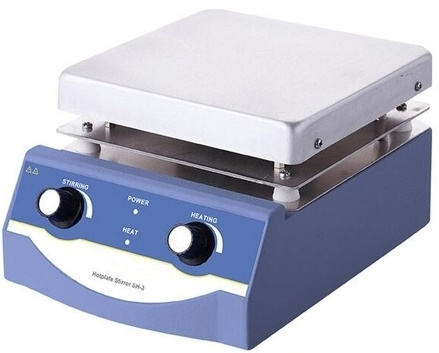 STIRRING
POWER
HEATING
HEAT
Hotplate Stirrer SH-3